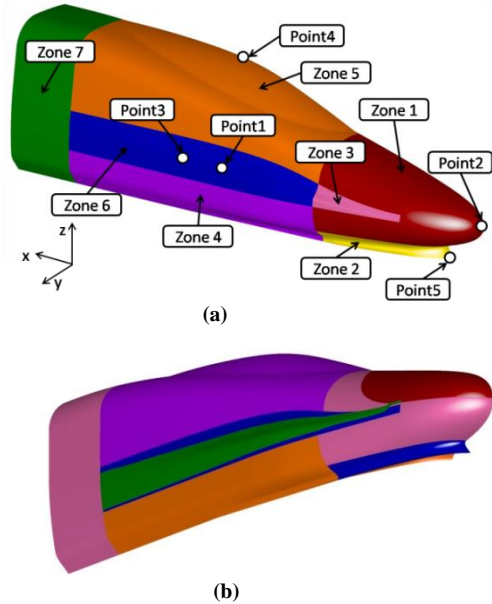 Point4
Zone 7
Zone 5
Point3
Point1
Zone 1
Zone 3
Point2
Zone 6
Zone 4
Zone 2
Point5
z
x
y
(a)
(b)